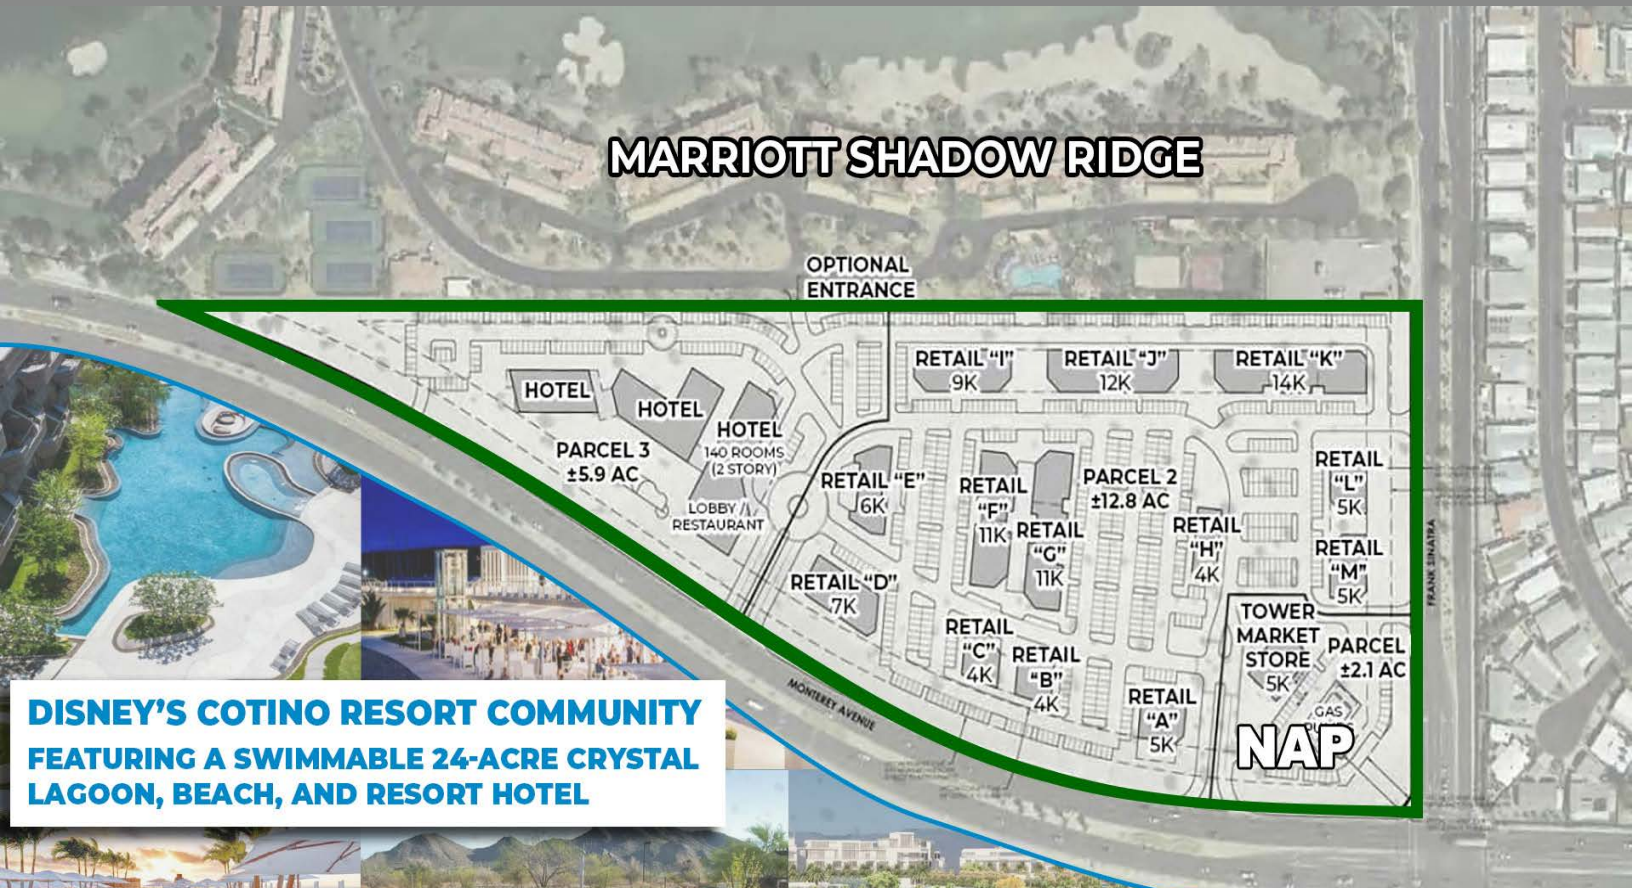 MARRIOTT SHADOW RIDGE
OPTIONAL
ENTRANCE
RETAIL “I”
9K
RETAIL “J”
12K
RETAIL “K”
14K
HOTEL
HOTEL
HOTEL
140 ROOMS
(2 STORY)
PARCEL 3
±5.9 AC
LOBBY /
RESTAURANT
RETAIL “E”
6K
RETAIL
“F”
11K
RETAIL
“G”
11K
PARCEL 2
±12.8 AC
RETAIL
“H”
4K
RETAIL
“L”
5K
RETAIL
“M”
5K
FRANK SINATRA
RETAIL “D”
7K
RETAIL
“C”
4K
RETAIL
“B”
4K
RETAIL
“A”
5K
TOWER
MARKET
STORE
5K
PARCEL
±2.1 AC
GAS
NAP
MONTEREY AVENUE
DISNEY’S COTINO RESORT COMMUNITY
FEATURING A SWIMMABLE 24-ACRE CRYSTAL
LAGOON, BEACH, AND RESORT HOTEL